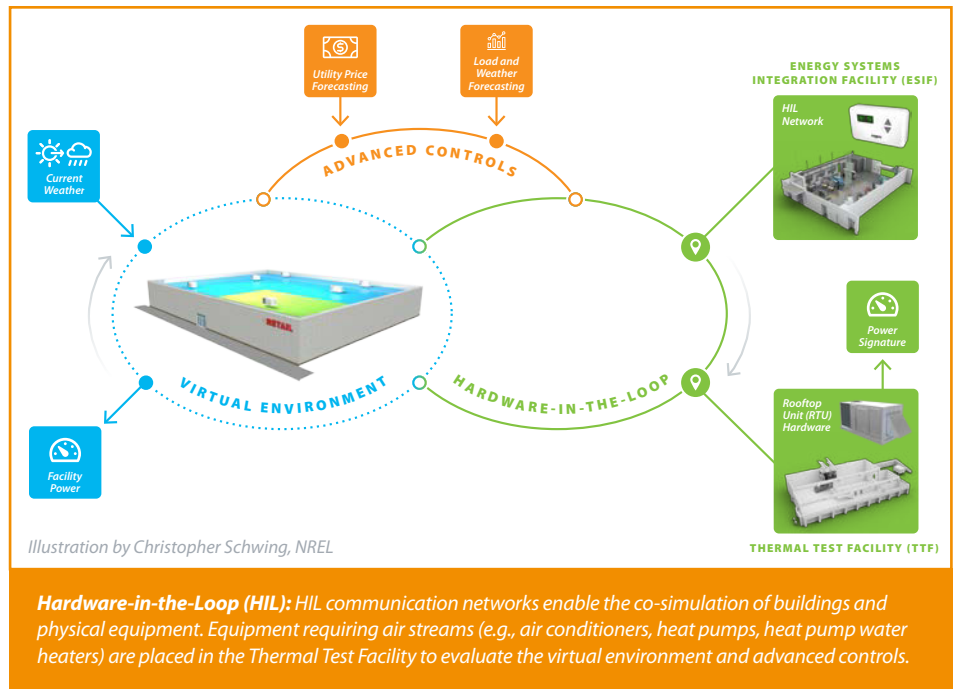 Utility Price
Forecasting
Load and
Weather
Forecasting
ENERGY SYSTEMS
INTEGRATION FACILITY (ESIF)
HIL
Network
ADVANCED CONTROLS
Current
Weather
RETAIL
Power
Signature
VIRTUAL ENVIRONMENT
HARDWARE-IN-THE-LOOP
Rooftop
Unit (RTU)
Hardware
Facility
Power
Illustration by Christopher Schwing, NREL
THERMAL TEST FACILITY (TTF)
Hardware-in-the-Loop (HIL): HIL communication networks enable the co-simulation of buildings and
physical equipment. Equipment requiring air streams (e.g., air conditioners, heat pumps, heat pump water
heaters) are placed in the Thermal Test Facility to evaluate the virtual environment and advanced controls.